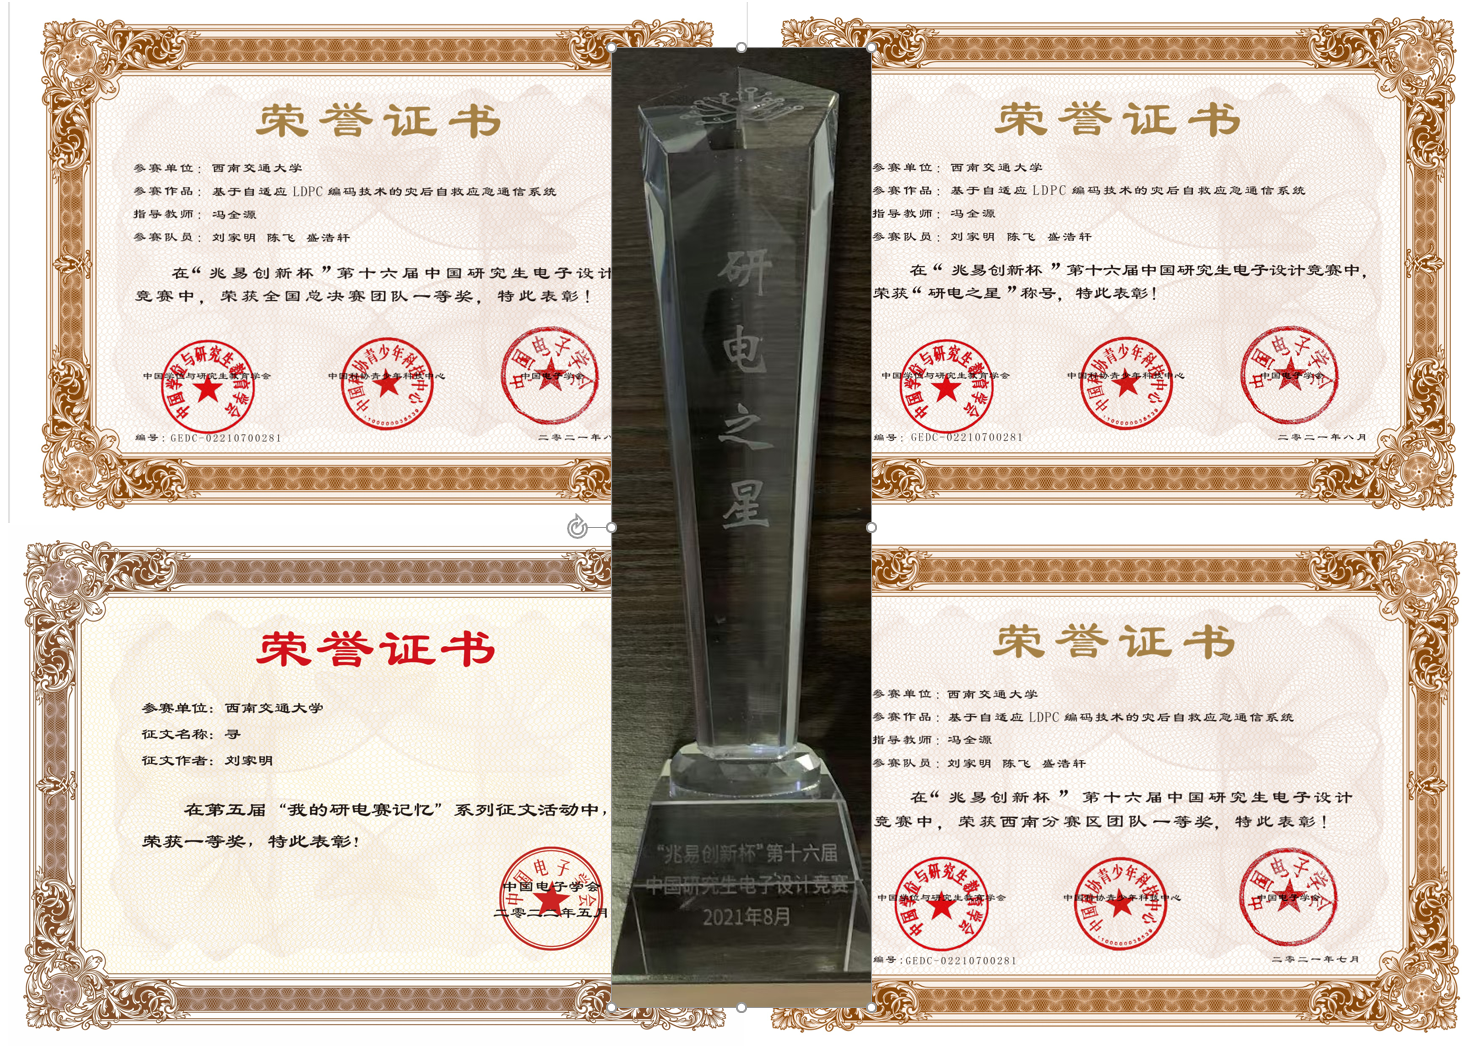 荣誉证书
参赛单位：西南交通大学
参赛作品：基于自适应 LDPC 编码技术的灾后自救应急通信系统
指导教师：冯全源
参赛队员：刘家明 陈飞 盛浩轩
在“兆易创新杯”第十六届中国研究生电子设计
竞赛中，荣获全国总决赛团队一等奖，特此表彰！
中国学位与研究生教育学会
中国科协青少年科技中心
中国电子学会
编号：GEDC-02210700281
二零二一年八
荣誉证书
参赛单位：西南交通大学
参赛作品：基于自适应 LDPC 编码技术的灾后自救应急通信系统
指导教师：冯全源
参赛队员：刘家明 陈飞 盛浩轩
在“兆易创新杯”第十六届中国研究生电子设计竞赛中，
荣获“研电之星”称号，特此表彰！
中国学位与研究生教育学会
中国科协青少年科技中心
中国电子学会
编号：GEDC-02210700281
二零二一年八月
研
电
之
星
“兆易创新杯”第十六届
中国研究生电子设计竞赛
2021年8月
荣誉证书
参赛单位：西南交通大学
征文名称：寻
征文作者：刘家明
在第五届“我的研电赛记忆”系列征文活动中，
荣获一等奖，特此表彰！
中国电子学会
二零二二年五月
荣誉证书
参赛单位：西南交通大学
参赛作品：基于自适应 LDPC 编码技术的灾后自救应急通信系统
指导教师：冯全源
参赛队员：刘家明 陈飞 盛浩轩
在“兆易创新杯”第十六届中国研究生电子设计
竞赛中，荣获西南分赛区团队一等奖，特此表彰！
中国学位与研究生教育学会
中国科协青少年科技中心
中国电子学会
编号：GEDC-02210700281
二零二一年七月